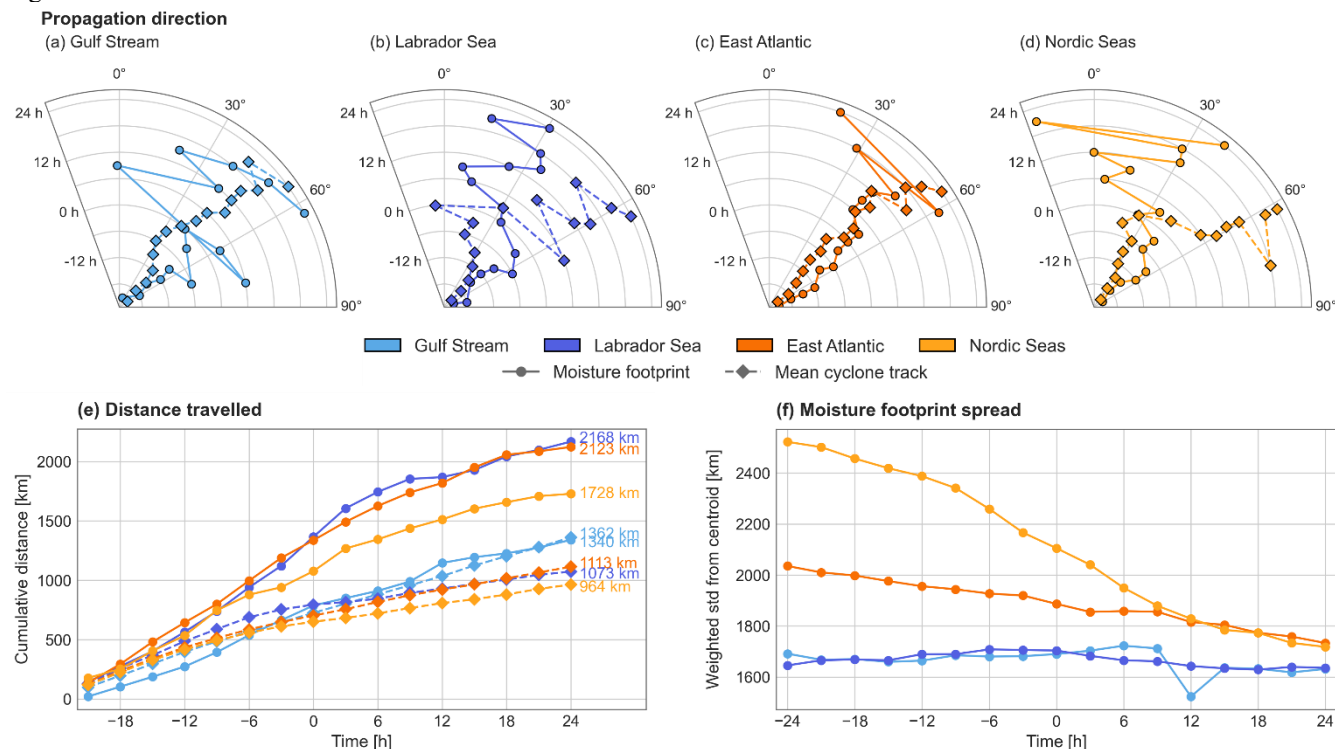 Propagation direction
(a) Gulf Stream
(b) Labrador Sea
(c) East Atlantic
(d) Nordic Seas
0° 0° 0° 0°
24 h 30° 24 h 30° 24 h 30° 24 h 30°
12 h 60° 12 h 60° 12 h 60° 12 h 60°
0 h 0 h 0 h 0 h
-12 h -12 h -12 h -12 h
90° 90° 90° 90°
Gulf Stream Labrador Sea East Atlantic Nordic Seas
Moisture footprint Mean cyclone track
(e) Distance travelled
Cumulative distance [km]
2000
1500
1000
500
0
2168 km
2123 km
1728 km
1362 km
1340 km
1113 km
1073 km
964 km
−18 −12 −6 0 6 12 18 24
Time [h]
(f) Moisture footprint spread
Weighted std from centroid [km]
2400
2200
2000
1800
1600
−24 −18 −12 −6 0 6 12 18 24
Time [h]